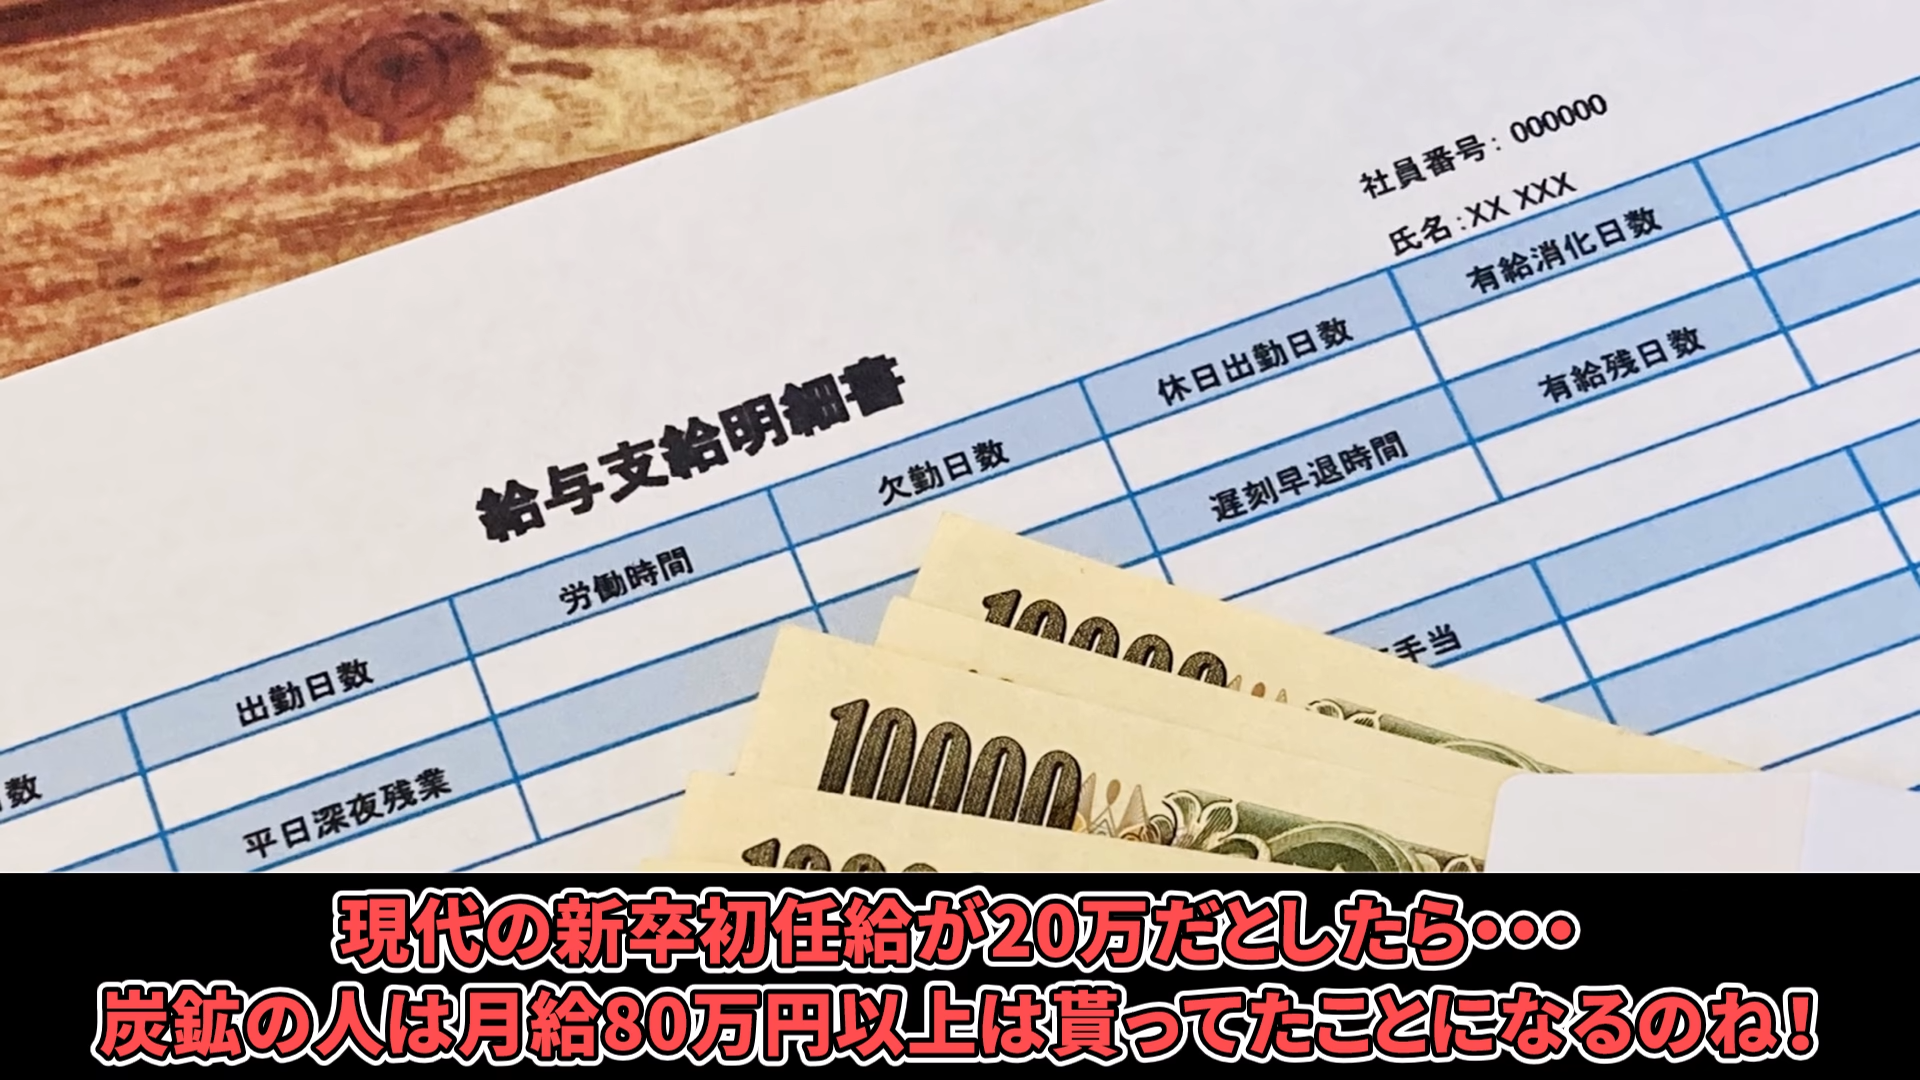 社員番号：000000
氏名：XX XXX
給与支給明細書
有給消化日数
休日出勤日数
欠勤日数
労働時間
出勤日数
有給残日数
遅刻早退時間
手当
平日深夜残業
数
10000
10000
現代の新卒初任給が20万だとしたら･･･
炭鉱の人は月給80万円以上は貰ってたことになるのね！